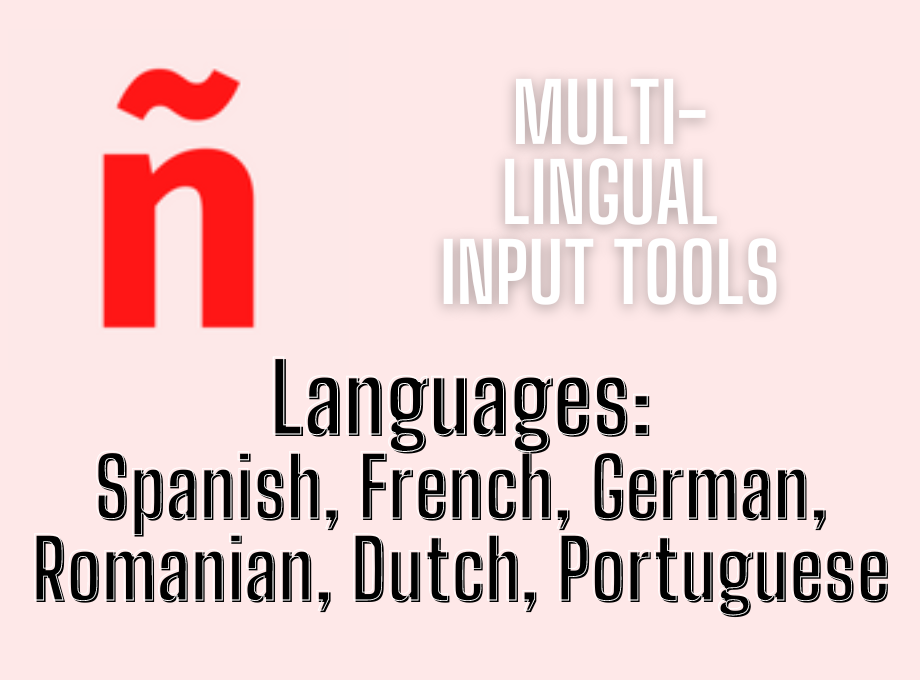 ñ
MULTI-
LINGUAL
INPUT TOOLS
Languages:
Spanish, French, German,
Romanian, Dutch, Portuguese